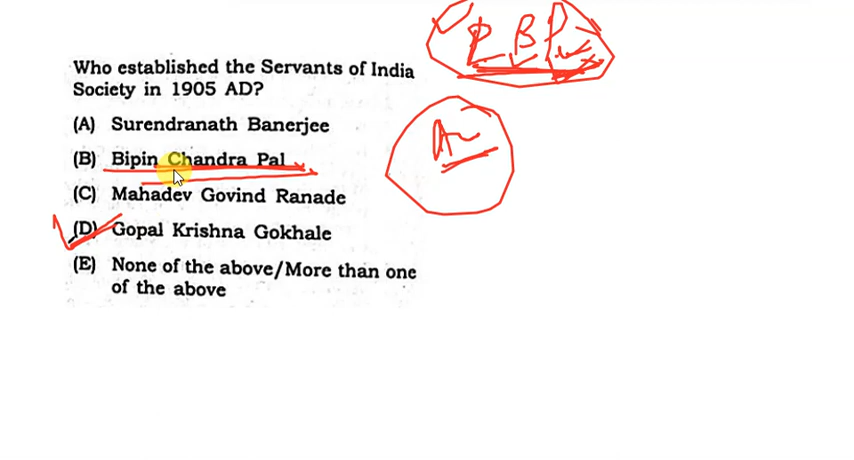 Who established the Servants of India
Society in 1905 AD?
(A) Surendranath Banerjee
(B) Bipin Chandra Pal
(C) Mahadev Govind Ranade
(D) Gopal Krishna Gokhale
(E) None of the above/More than one
of the above